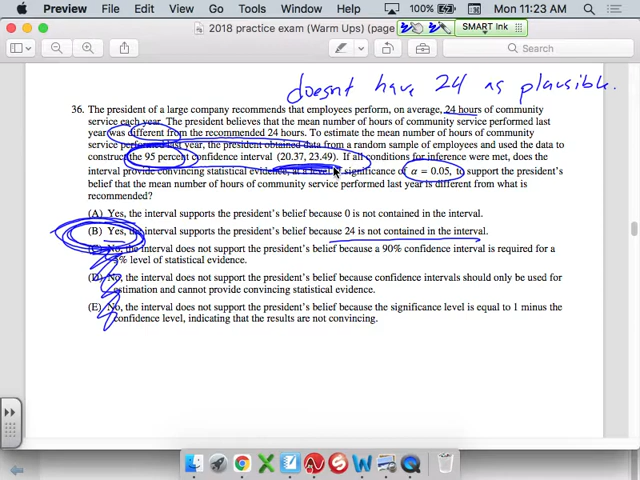 Preview File Edit View Go Tools Window Help 100% Mon 11:23 AM
2018 practice exam (Warm Ups) (page
SMART Ink
Search
doesnt have 24 as plausible.
36. The president of a large company recommends that employees perform, on average, 24 hours of community
service each year. The president believes that the mean number of hours of community service performed last
year was different from the recommended 24 hours. To estimate the mean number of hours of community
service performed last year, the president obtained data from a random sample of employees and used the data to
construct the 95 percent confidence interval (20.37, 23.49). If all conditions for inference were met, does the
interval provide convincing statistical evidence, at a level of significance of α = 0.05, to support the president's
belief that the mean number of hours of community service performed last year is different from what is
recommended?
(A) Yes, the interval supports the president's belief because 0 is not contained in the interval.
(B) Yes, the interval supports the president's belief because 24 is not contained in the interval.
(C) No, the interval does not support the president's belief because a 90% confidence interval is required for a
5% level of statistical evidence.
(D) No, the interval does not support the president's belief because confidence intervals should only be used for
estimation and cannot provide convincing statistical evidence.
(E) No, the interval does not support the president's belief because the significance level is equal to 1 minus the
confidence level, indicating that the results are not convincing.